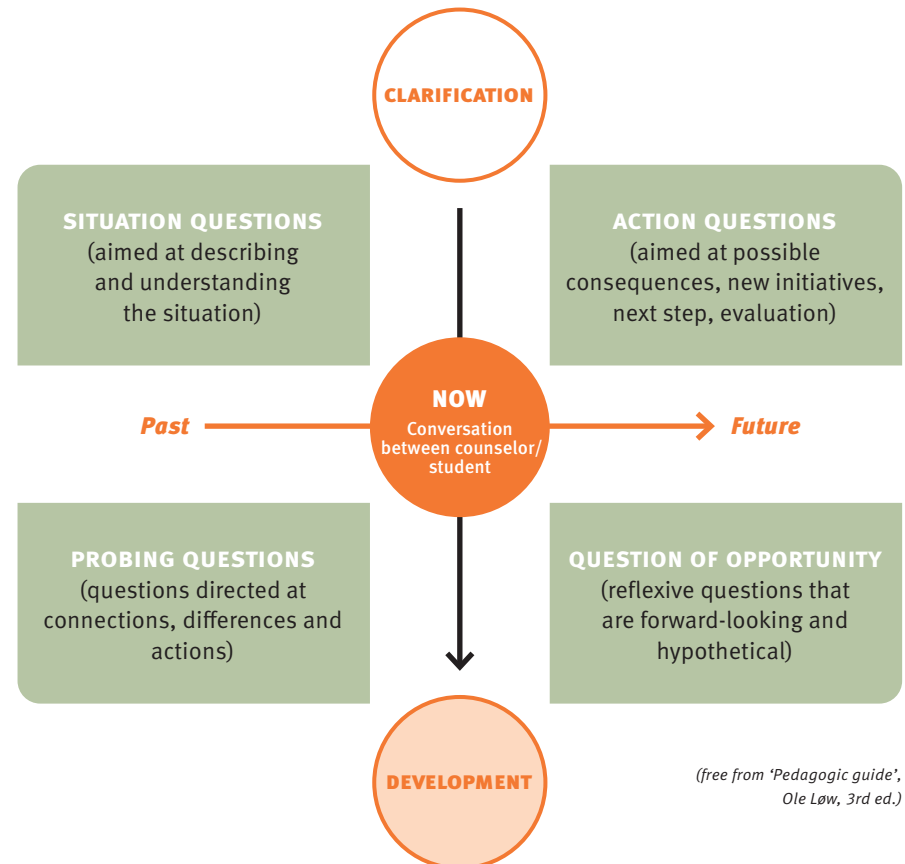 CLARIFICATION
SITUATION QUESTIONS
(aimed at describing
and understanding
the situation)
ACTION QUESTIONS
(aimed at possible
consequences, new initiatives,
next step, evaluation)
Past
NOW
Conversation
between counselor/
student
Future
PROBING QUESTIONS
(questions directed at
connections, differences and
actions)
QUESTION OF OPPORTUNITY
(reflexive questions that
are forward-looking and
hypothetical)
DEVELOPMENT
(free from ‘Pedagogic guide’,
Ole Løw, 3rd ed.)